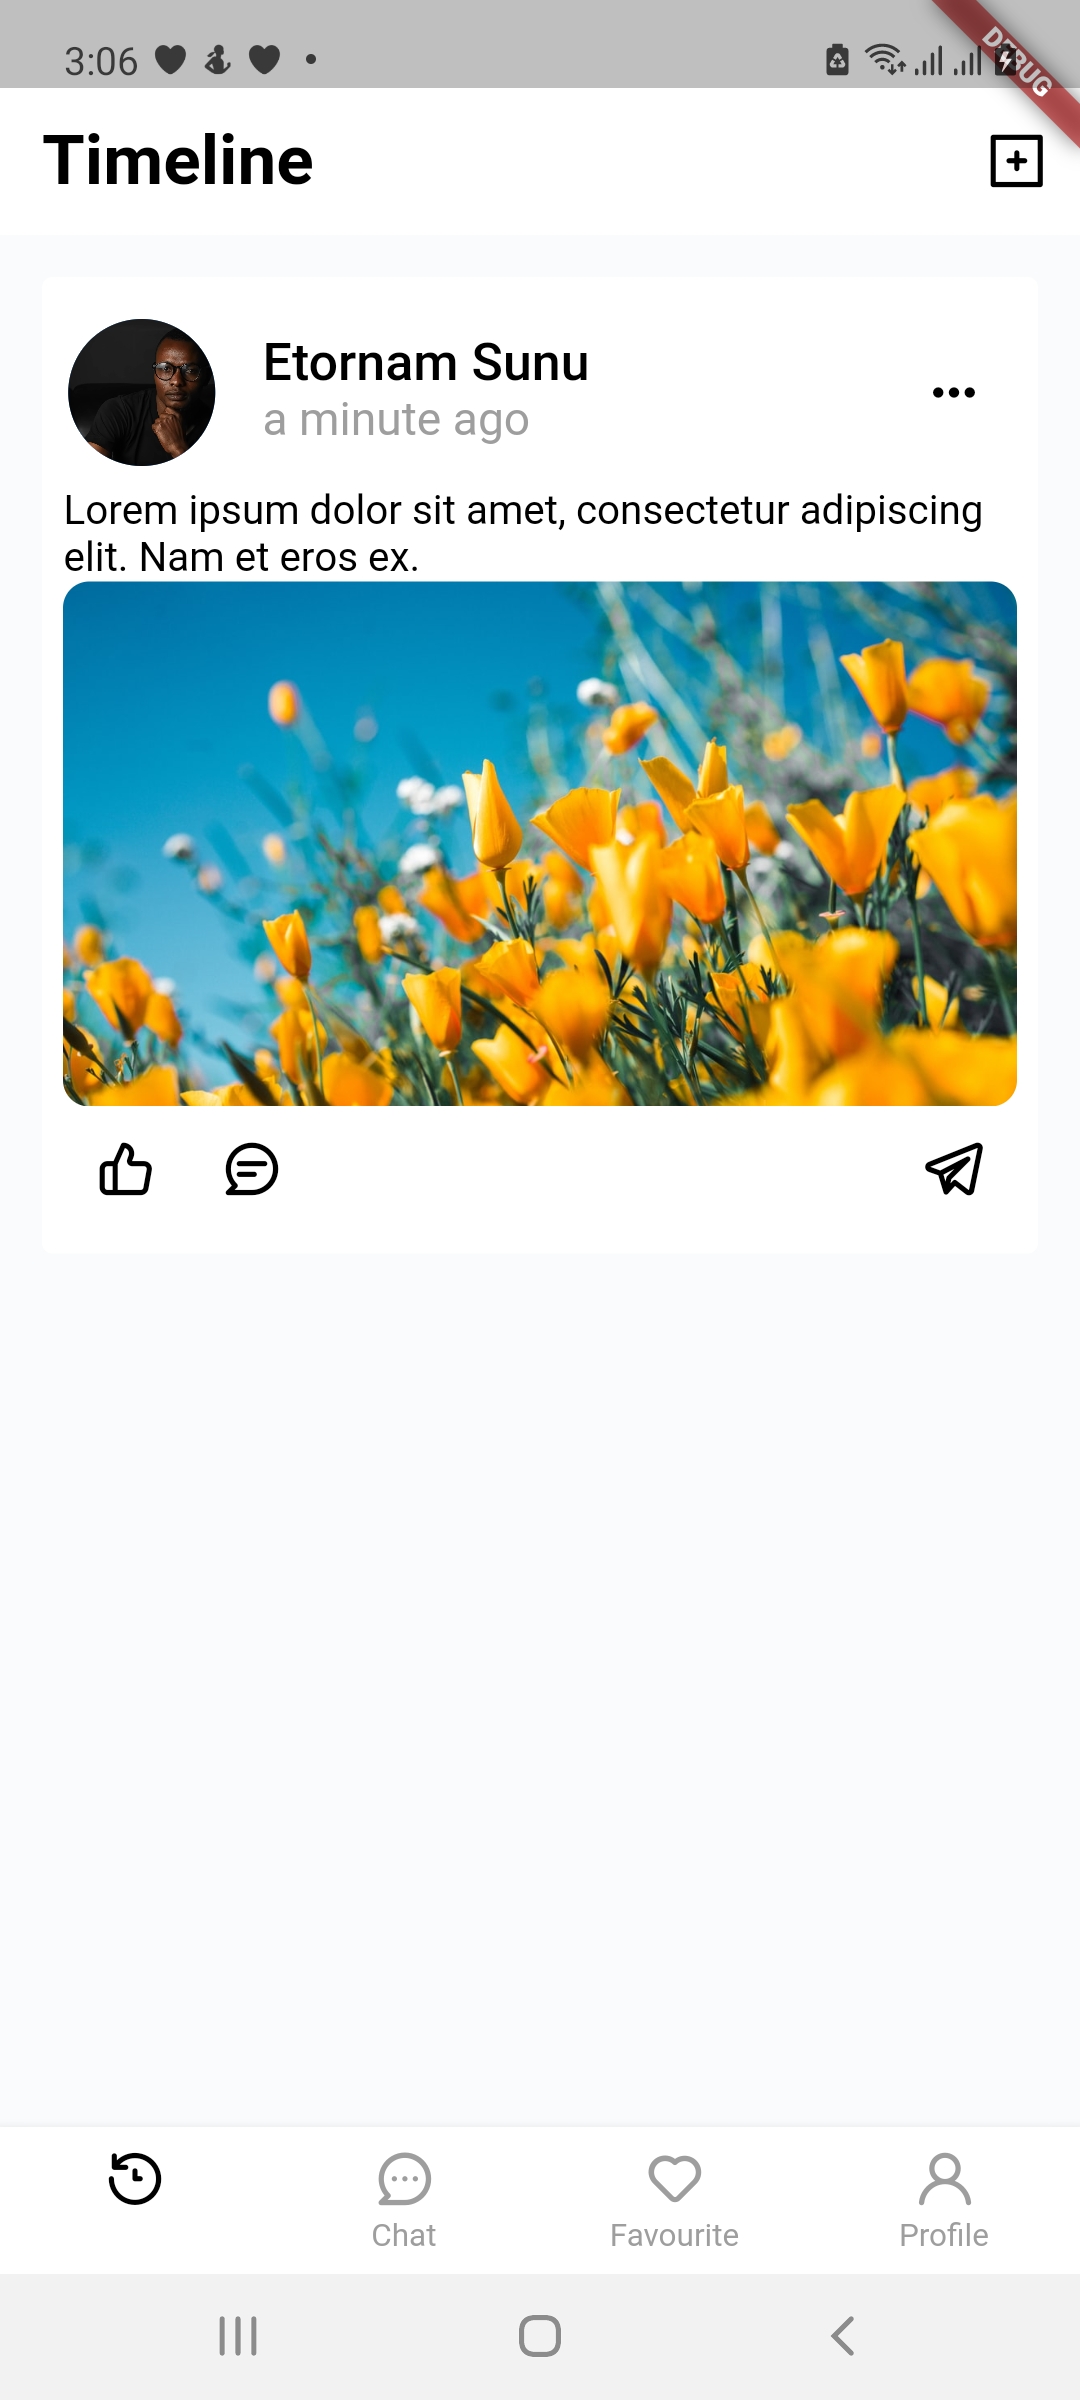 3:06
DEBUG
Timeline
Etornam Sunu
a minute ago
Lorem ipsum dolor sit amet, consectetur adipiscing
elit. Nam et eros ex.
Chat
Favourite
Profile